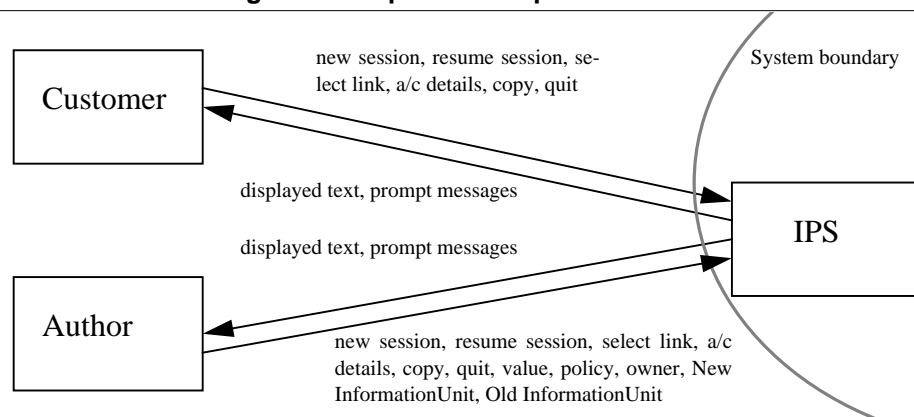 new session, resume session, se-
lect link, a/c details, copy, quit
System boundary
Customer
displayed text, prompt messages
IPS
displayed text, prompt messages
Author
new session, resume session, select link, a/c
details, copy, quit, value, policy, owner, New
InformationUnit, Old InformationUnit